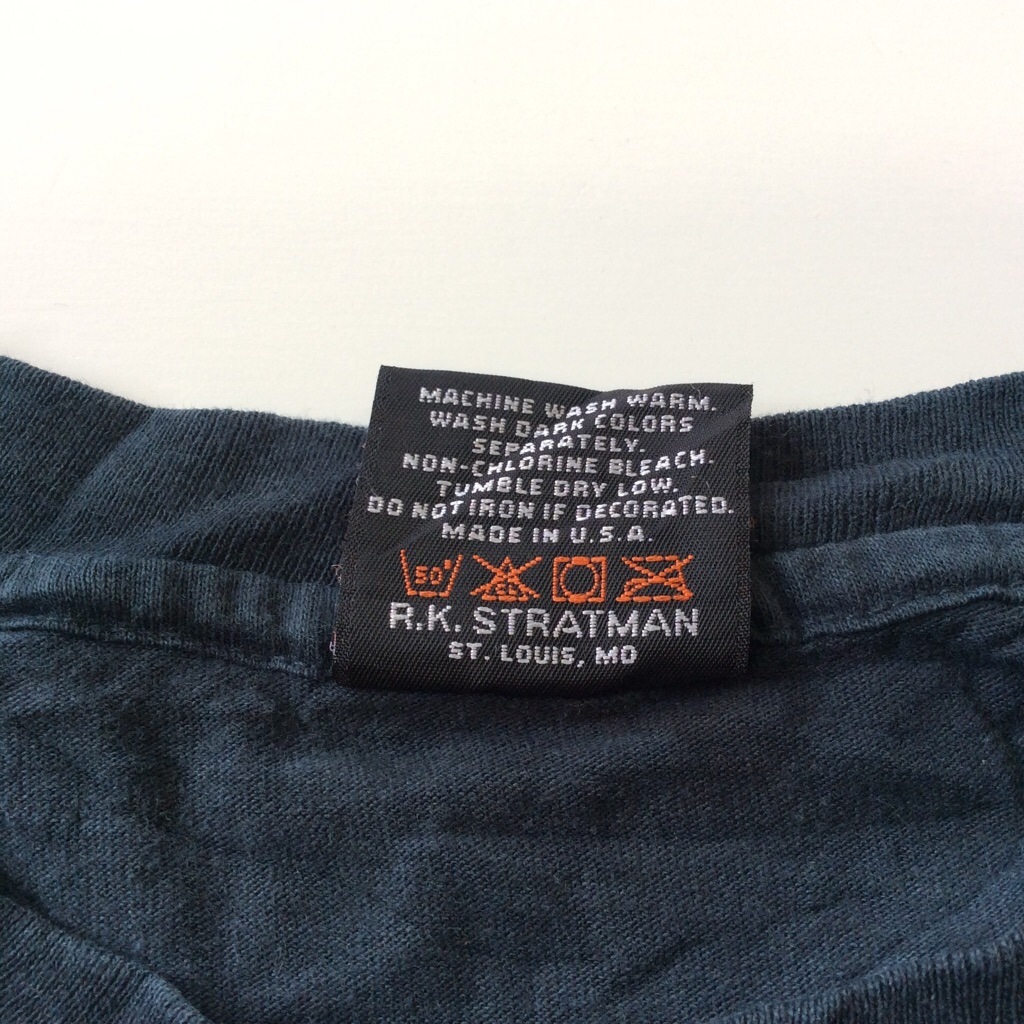 MACHINE WASH WARM.
WASH DARK COLORS
SEPARATELY.
NON-CHLORINE BLEACH.
TUMBLE DRY LOW.
DO NOT IRON IF DECORATED.
MADE IN U.S.A.
50° CL
R.K. STRATMAN
ST. LOUIS, MO